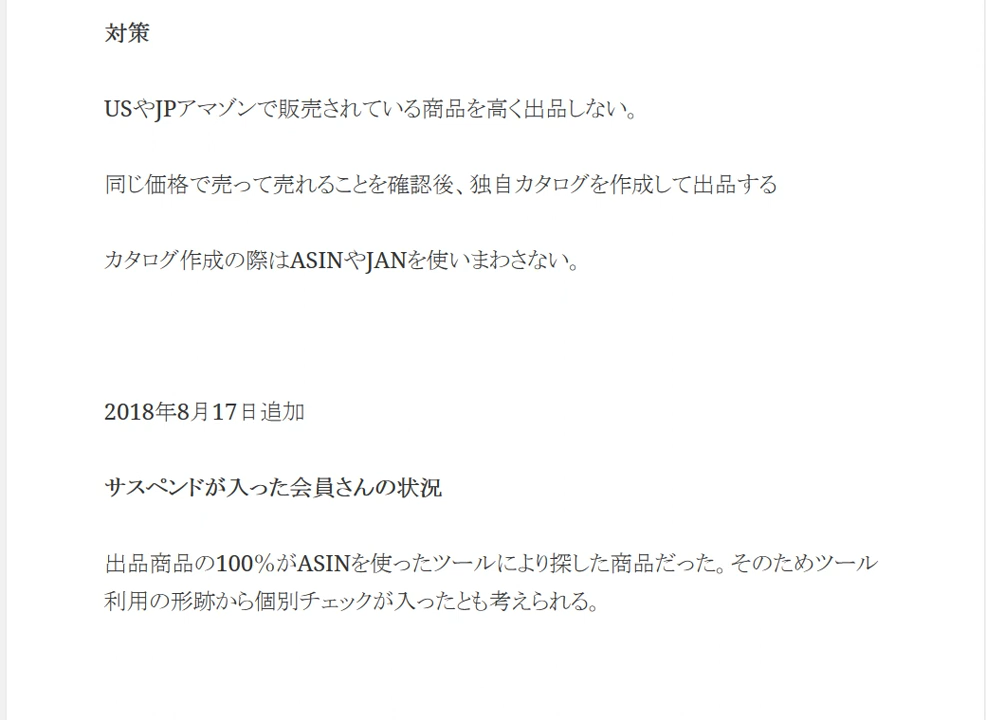 対策
USやJPアマゾンで販売されている商品を高く出品しない。
同じ価格で売って売れることを確認後、独自カタログを作成して出品する
カタログ作成の際はASINやJANを使いまわさない。
2018年8月17日追加
サスペンドが入った会員さんの状況
出品商品の100％がASINを使ったツールにより探した商品だった。そのためツール
利用の形跡から個別チェックが入ったとも考えられる。